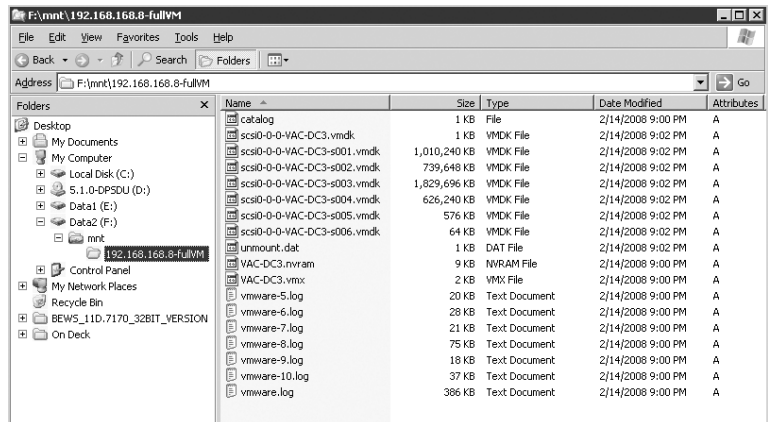 F:\mnt\192.168.168.8-fullVM
File Edit View Favorites Tools Help
Back Search Folders
Address F:\mnt\192.168.168.8-fullVM Go
Folders x
Desktop
My Documents
My Computer
Local Disk (C:)
5.1.0-DPSDU (D:)
Data1 (E:)
Data2 (F:)
mnt
192.168.168.8-fullVM
Control Panel
My Network Places
Recycle Bin
BEWS_11D.7170_32BIT_VERSION
On Deck
Name Size Type Date Modified Attributes
catalog 1 KB File 2/14/2008 9:00 PM A
scsi0-0-0-VAC-DC3.vmdk 1 KB VMDK File 2/14/2008 9:02 PM A
scsi0-0-0-VAC-DC3-s001.vmdk 1,010,240 KB VMDK File 2/14/2008 9:02 PM A
scsi0-0-0-VAC-DC3-s002.vmdk 739,648 KB VMDK File 2/14/2008 9:02 PM A
scsi0-0-0-VAC-DC3-s003.vmdk 1,829,696 KB VMDK File 2/14/2008 9:02 PM A
scsi0-0-0-VAC-DC3-s004.vmdk 626,240 KB VMDK File 2/14/2008 9:02 PM A
scsi0-0-0-VAC-DC3-s005.vmdk 576 KB VMDK File 2/14/2008 9:02 PM A
scsi0-0-0-VAC-DC3-s006.vmdk 64 KB VMDK File 2/14/2008 9:02 PM A
unmount.dat 1 KB DAT File 2/14/2008 9:02 PM A
VAC-DC3.nvram 9 KB NVRAM File 2/14/2008 9:00 PM A
VAC-DC3.vmx 2 KB VMX File 2/14/2008 9:00 PM A
vmware-5.log 20 KB Text Document 2/14/2008 9:00 PM A
vmware-6.log 28 KB Text Document 2/14/2008 9:00 PM A
vmware-7.log 21 KB Text Document 2/14/2008 9:00 PM A
vmware-8.log 75 KB Text Document 2/14/2008 9:00 PM A
vmware-9.log 18 KB Text Document 2/14/2008 9:00 PM A
vmware-10.log 37 KB Text Document 2/14/2008 9:00 PM A
vmware.log 386 KB Text Document 2/14/2008 9:00 PM A